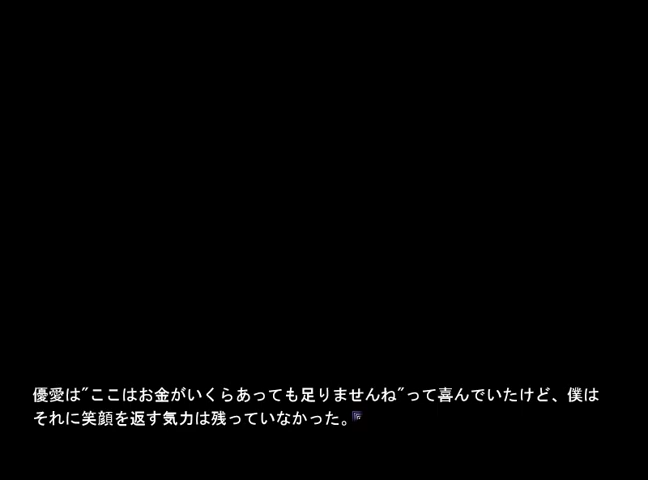 優愛は"ここはお金がいくらあっても足りませんね"って喜んでいたけど、僕は
それに笑顔を返す気力は残っていなかった。